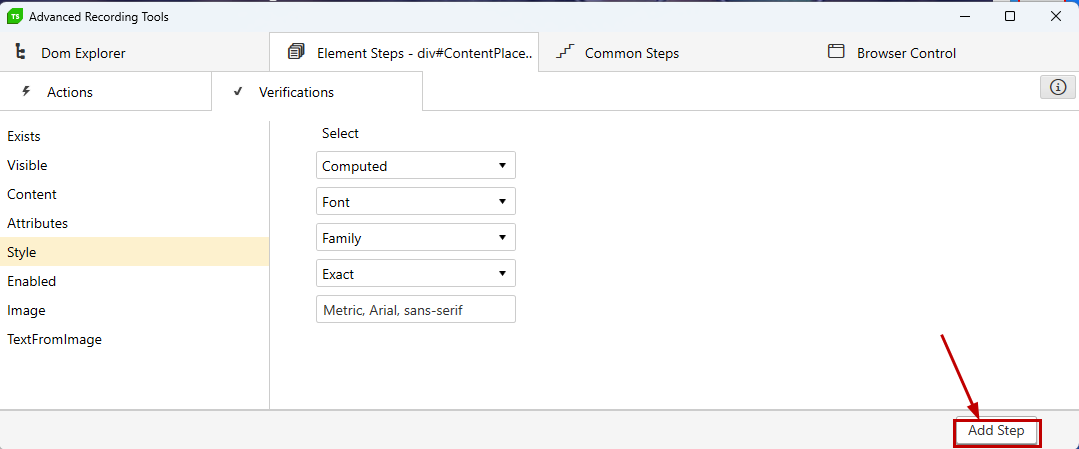 TS Advanced Recording Tools
Dom Explorer
Element Steps - div#ContentPlace..
Common Steps
Browser Control
Actions
Verifications
Exists
Visible
Content
Attributes
Style
Enabled
Image
TextFromImage
Select
Computed
Font
Family
Exact
Metric, Arial, sans-serif
Add Step